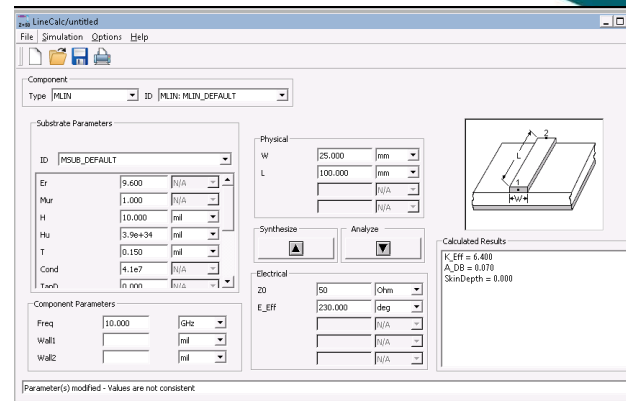 LineCalc/untitled
File Simulation Options Help
Component
Type MLIN ID MLIN: MLIN_DEFAULT
Substrate Parameters
ID MSUB_DEFAULT
Er 9.600 N/A
Mur 1.000 N/A
H 10.000 mil
Hu 3.9e+34 mil
T 0.150 mil
Cond 4.1e7 N/A
TanD 0.000 N/A
Component Parameters
Freq 10.000 GHz
Wall1 mil
Wall2 mil
Physical
W 25.000 mm
L 100.000 mm
N/A
N/A
Synthesize Analyze
Electrical
Z0 50 Ohm
E_Eff 230.000 deg
N/A
N/A
N/A
2
L
1
W
Calculated Results
K_Eff = 6.400
A_DB = 0.070
SkinDepth = 0.000
Parameter(s) modified - Values are not consistent